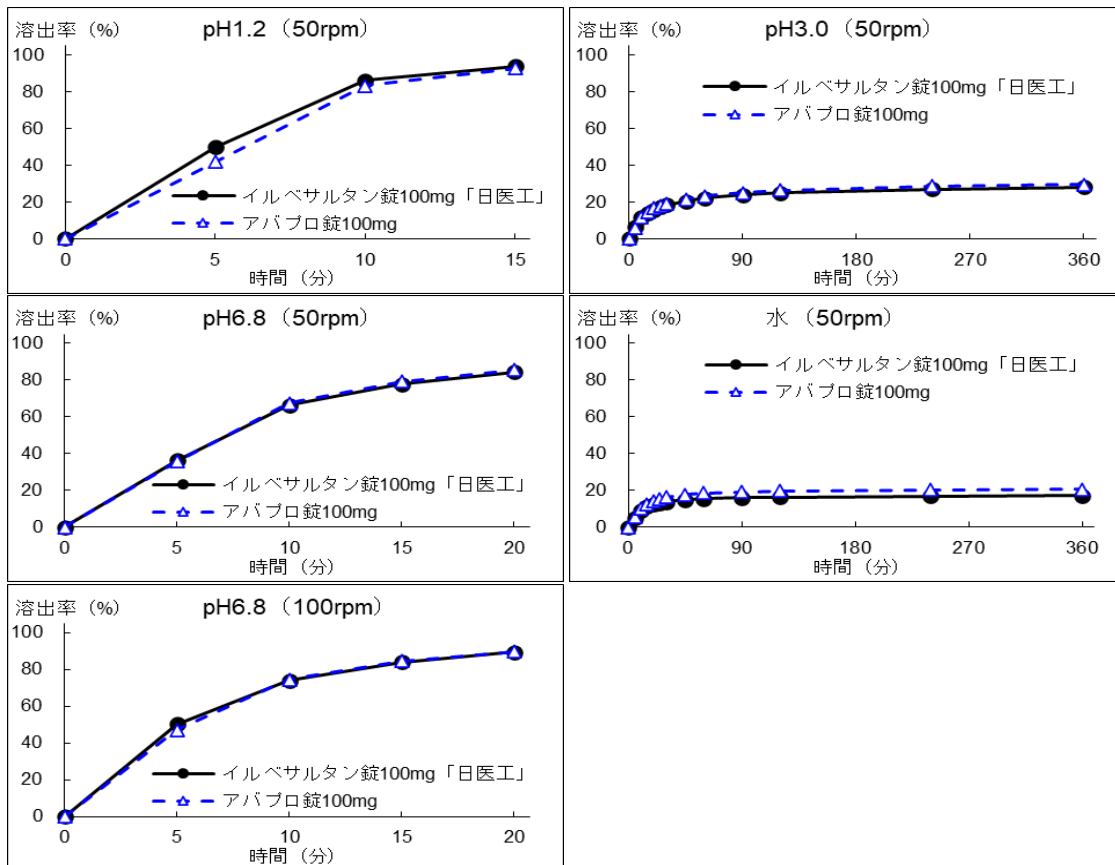 溶出率 (%)
pH1.2 (50rpm)
100
80
60
40
20
0
イルベサルタン錠100mg「日医工」
アバプロ錠100mg
0 5 10 15
時間 (分)
溶出率 (%)
pH3.0 (50rpm)
100
80
60
40
20
0
イルベサルタン錠100mg「日医工」
アバプロ錠100mg
0 90 180 270 360
時間 (分)
溶出率 (%)
pH6.8 (50rpm)
100
80
60
40
20
0
イルベサルタン錠100mg「日医工」
アバプロ錠100mg
0 5 10 15 20
時間 (分)
溶出率 (%)
水 (50rpm)
100
80
60
40
20
0
イルベサルタン錠100mg「日医工」
アバプロ錠100mg
0 90 180 270 360
時間 (分)
溶出率 (%)
pH6.8 (100rpm)
100
80
60
40
20
0
イルベサルタン錠100mg「日医工」
アバプロ錠100mg
0 5 10 15 20
時間 (分)